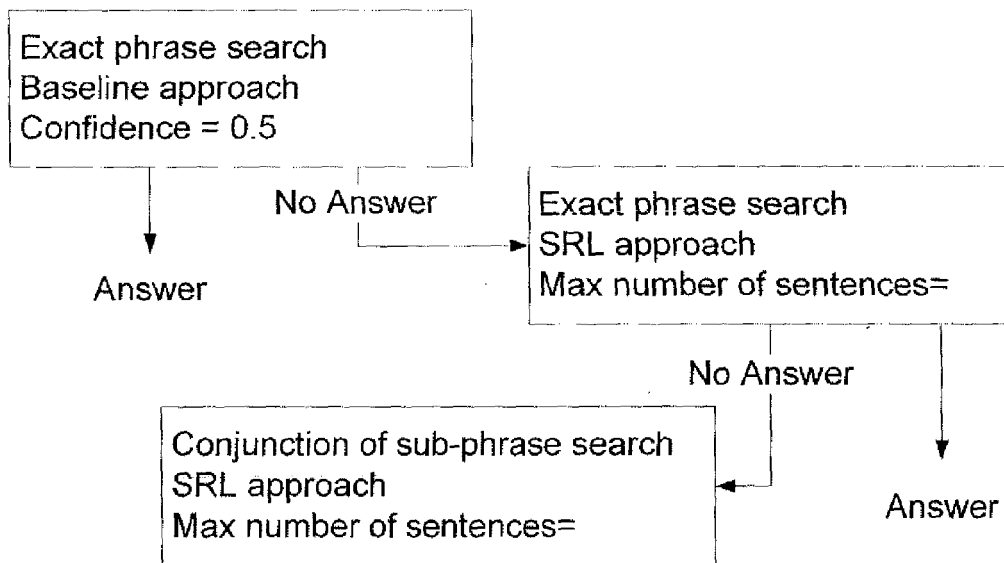 Exact phrase search
Baseline approach
Confidence = 0.5
No Answer
Answer
Exact phrase search
SRL approach
Max number of sentences=
No Answer
Answer
Conjunction of sub-phrase search
SRL approach
Max number of sentences=